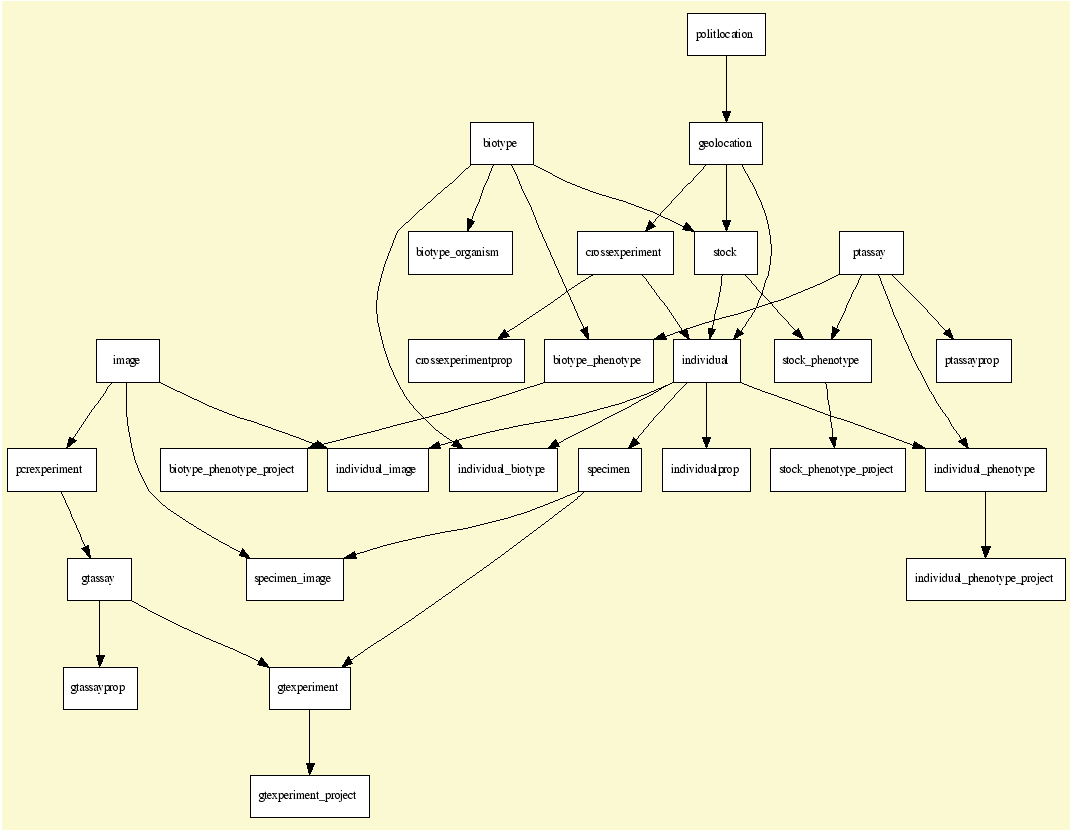 politlocation
biotype
geolocation
biotype_organism
crossexperiment
stock
ptassay
image
crossexperimentprop
biotype_phenotype
individual
stock_phenotype
ptassayprop
pcrexperiment
biotype_phenotype_project
individual_image
individual_biotype
specimen
individualprop
stock_phenotype_project
individual_phenotype
gtassay
specimen_image
individual_phenotype_project
gtassayprop
gtexperiment
gtexperiment_project